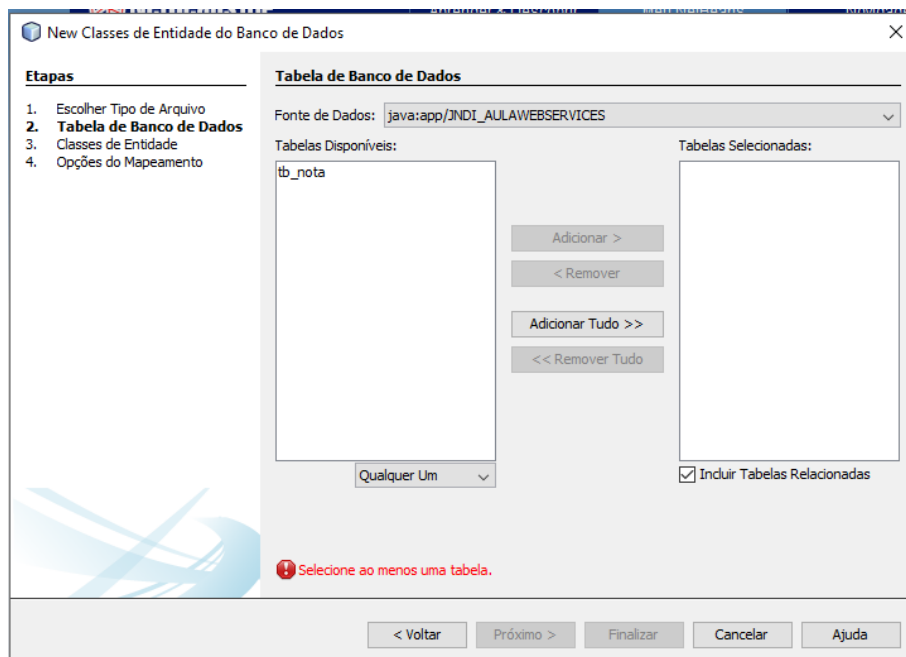 New Classes de Entidade do Banco de Dados
Etapas
1. Escolher Tipo de Arquivo
2. Tabela de Banco de Dados
3. Classes de Entidade
4. Opções do Mapeamento
Tabela de Banco de Dados
Fonte de Dados: java:app/JNDI_AULAWEBSERVICES
Tabelas Disponíveis:
tb_nota
Qualquer Um
Adicionar >
< Remover
Adicionar Tudo >>
<< Remover Tudo
Tabelas Selecionadas:
Incluir Tabelas Relacionadas
Selecione ao menos uma tabela.
< Voltar Próximo > Finalizar Cancelar Ajuda